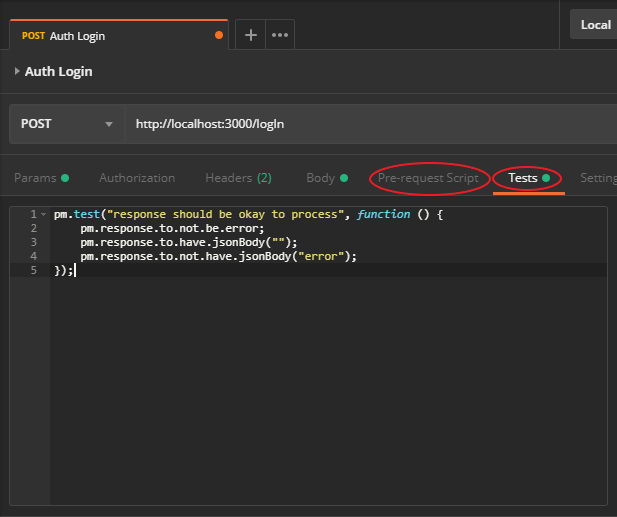 POST Auth Login
Local
Auth Login
POST http://localhost:3000/logIn
Params Authorization Headers (2) Body Pre-request Script Tests Setting
1 pm.test("response should be okay to process", function () {
2 pm.response.to.not.be.error;
3 pm.response.to.have.jsonBody("");
4 pm.response.to.not.have.jsonBody("error");
5 });